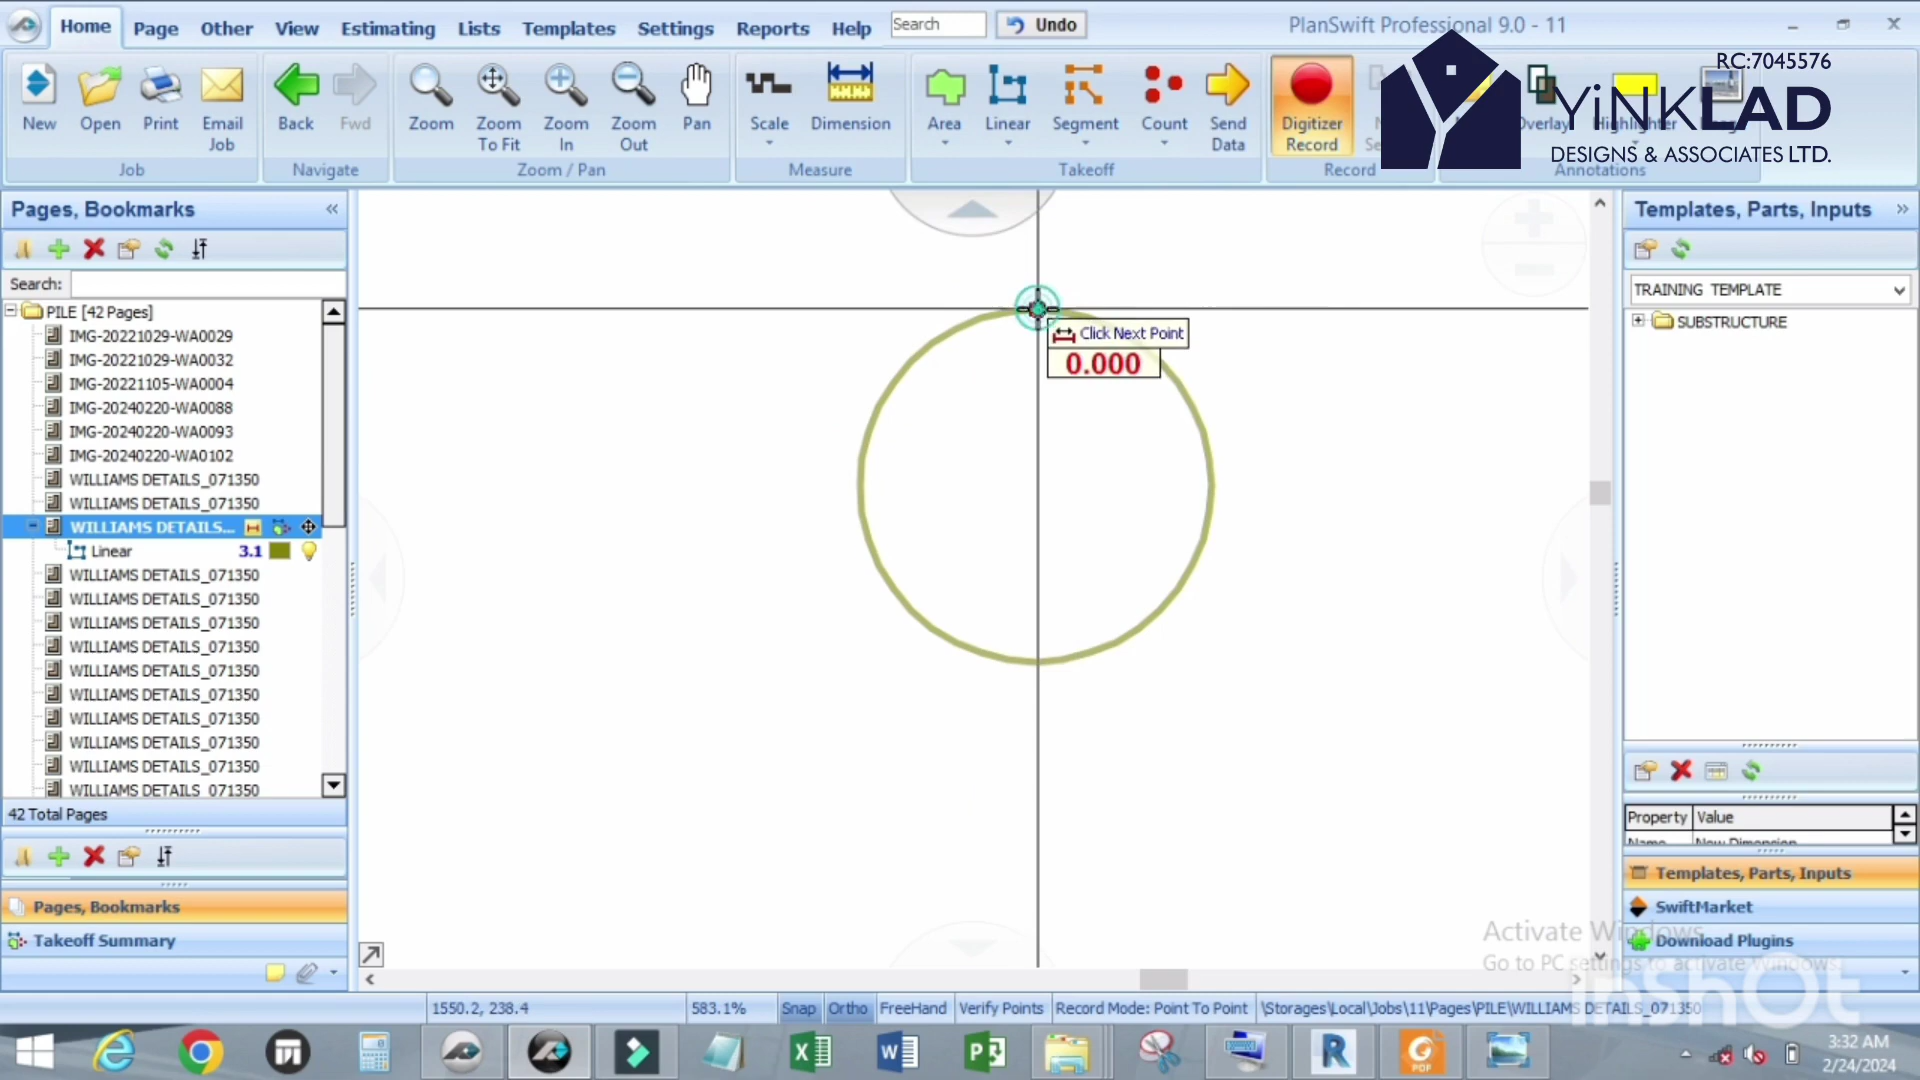 Home Page Other View Estimating Lists Templates Settings Reports Help Search Undo PlanSwift Professional 9.0 - 11
RC:7045576
YiNKLAD
DESIGNS & ASSOCIATES LTD.
New Open Print Email Job
Back Fwd
Zoom Zoom To Fit Zoom In Zoom Out Pan
Scale Dimension
Area Linear Segment Count Send Data
Digitizer Record Overlay Highlighter
Job Navigate Zoom / Pan Measure Takeoff Record Annotations
Pages, Bookmarks «
Search:
PILE [42 Pages]
IMG-20221029-WA0029
IMG-20221029-WA0032
IMG-20221105-WA0004
IMG-20240220-WA0088
IMG-20240220-WA0093
IMG-20240220-WA0102
WILLIAMS DETAILS_071350
WILLIAMS DETAILS_071350
WILLIAMS DETAILS...
Linear 3.1
WILLIAMS DETAILS_071350
WILLIAMS DETAILS_071350
WILLIAMS DETAILS_071350
WILLIAMS DETAILS_071350
WILLIAMS DETAILS_071350
WILLIAMS DETAILS_071350
WILLIAMS DETAILS_071350
WILLIAMS DETAILS_071350
WILLIAMS DETAILS_071350
WILLIAMS DETAILS_071350
42 Total Pages
Pages, Bookmarks
Takeoff Summary
Click Next Point
0.000
Templates, Parts, Inputs »
TRAINING TEMPLATE
SUBSTRUCTURE
Property Value
Name New Dimension
Templates, Parts, Inputs
SwiftMarket
Download Plugins
Activate Windows
Go to PC settings to activate Windows.
InshOt
1550.2, 238.4 583.1% Snap Ortho FreeHand Verify Points Record Mode: Point To Point \Storages\Local\Jobs\11\Pages\PILE\WILLIAMS DETAILS_071350
3:32 AM
2/24/2024